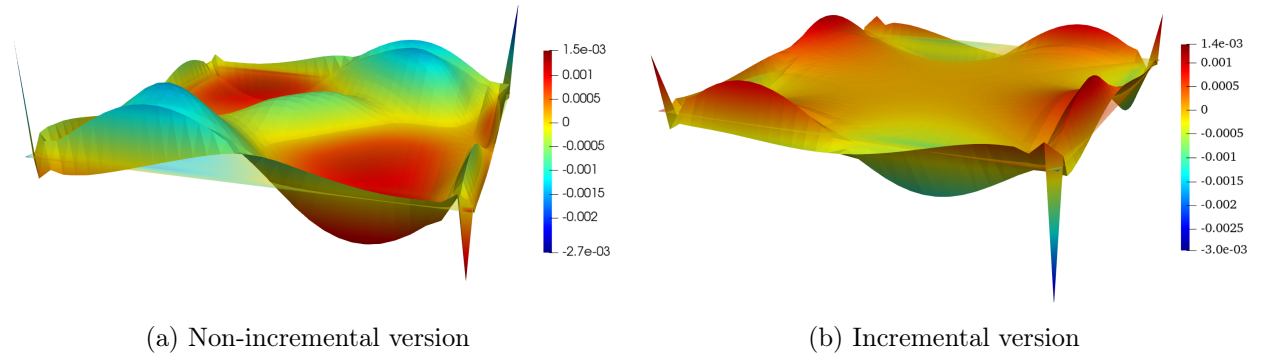 1.5e-03
0.001
0.0005
0
-0.0005
-0.001
-0.0015
-0.002
-2.7e-03
1.4e-03
0.001
0.0005
0
-0.0005
-0.001
-0.0015
-0.002
-0.0025
-3.0e-03
(a) Non-incremental version
(b) Incremental version